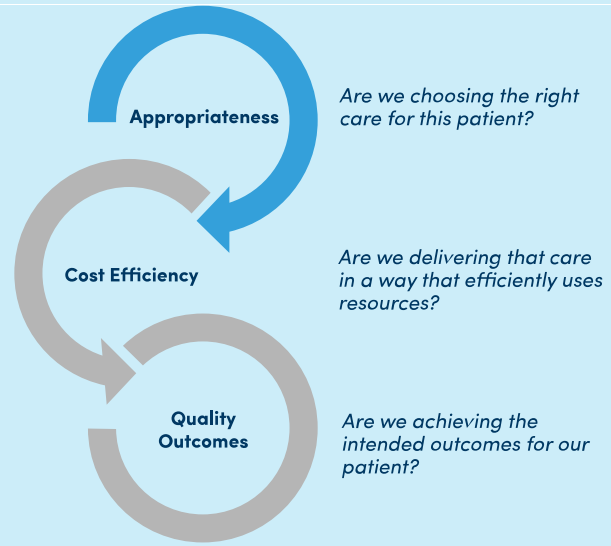 Appropriateness
Are we choosing the right
care for this patient?
Cost Efficiency
Are we delivering that care
in a way that efficiently uses
resources?
Quality
Outcomes
Are we achieving the
intended outcomes for our
patient?